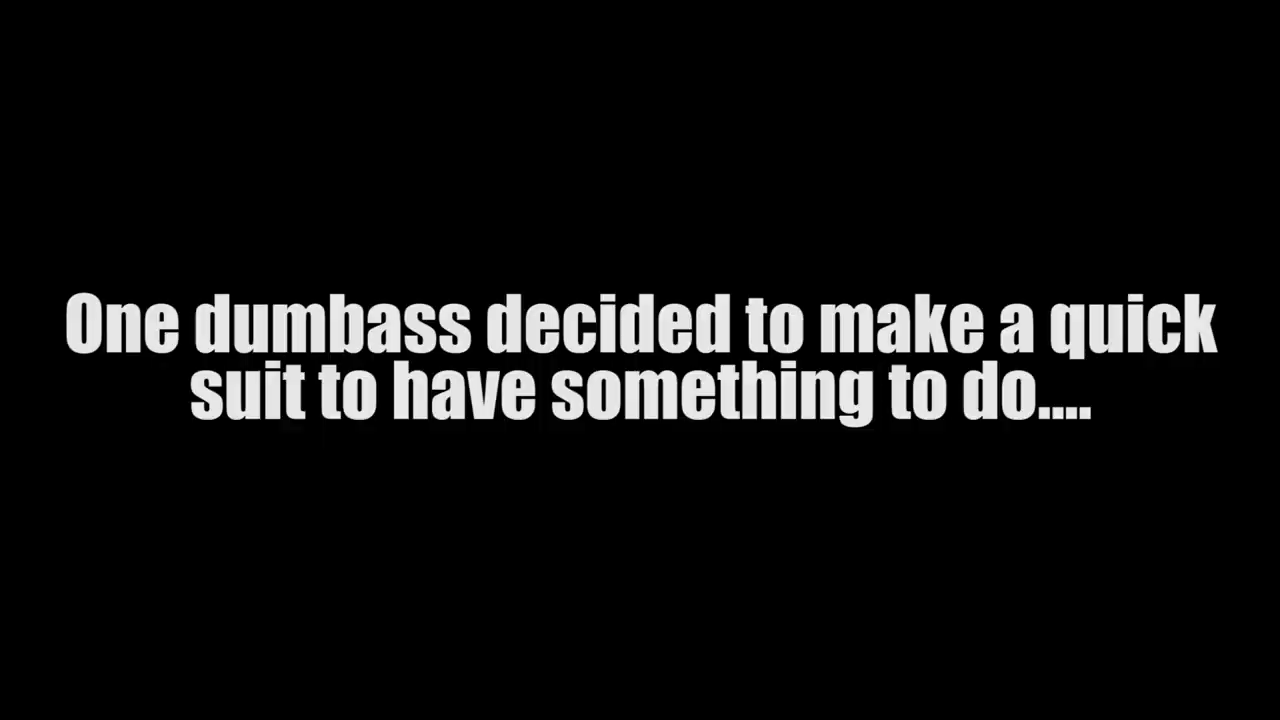 One dumbass decided to make a quick
suit to have something to do....